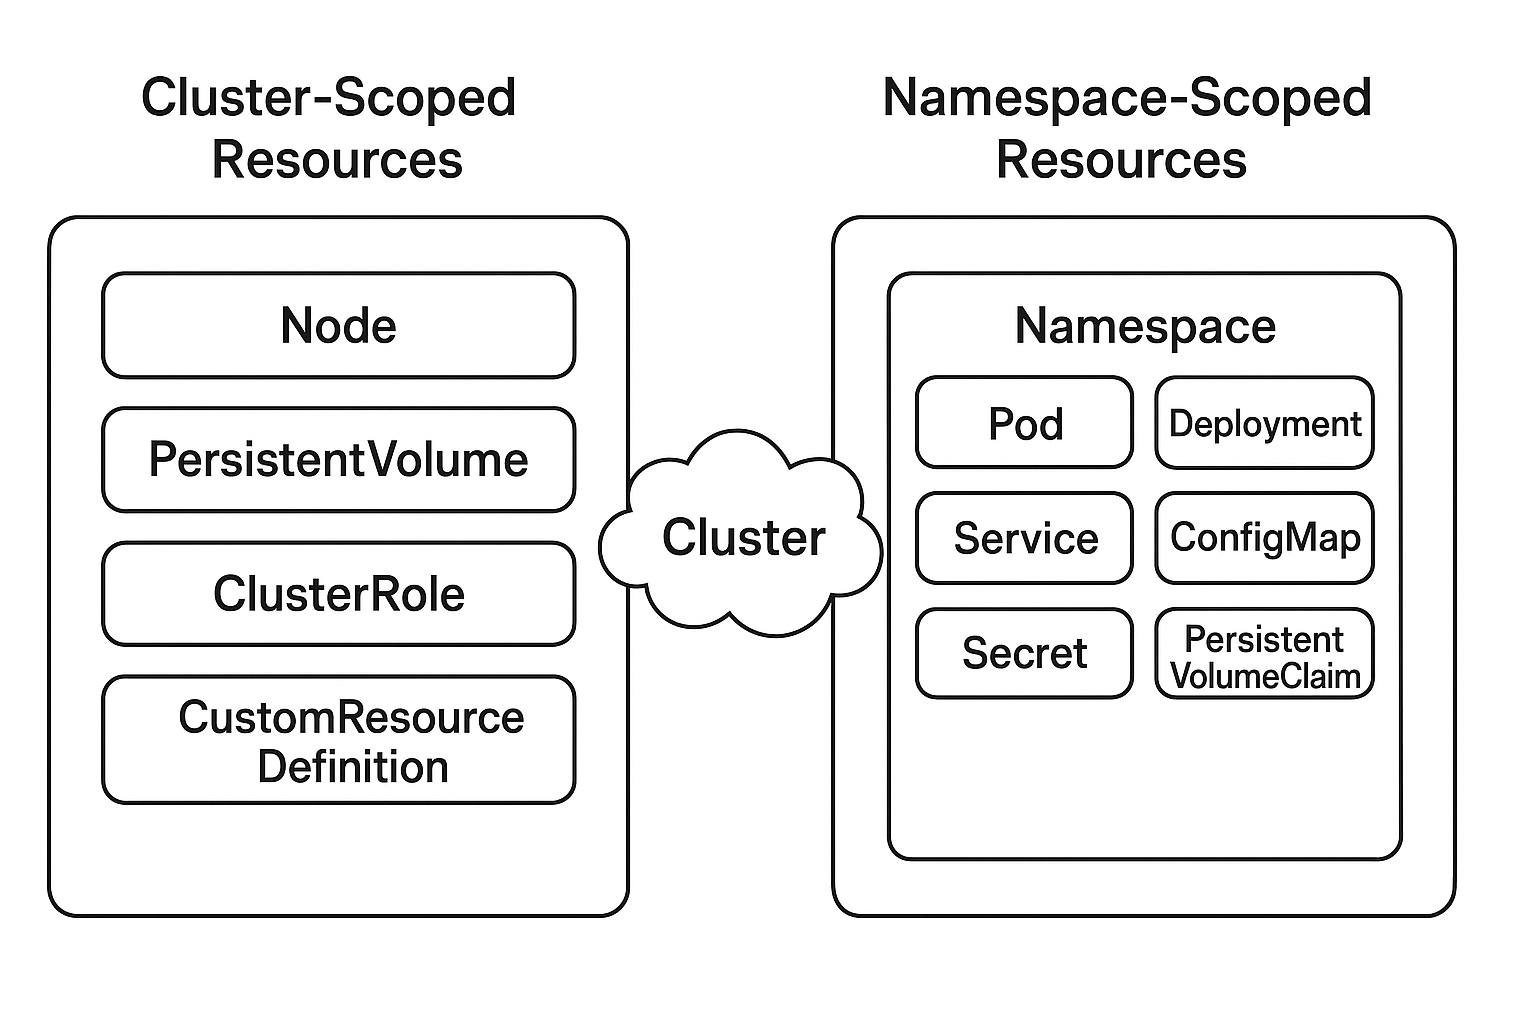 Cluster-Scoped
Resources
Node
PersistentVolume
ClusterRole
CustomResource
Definition
Cluster
Namespace-Scoped
Resources
Namespace
Pod
Deployment
Service
ConfigMap
Secret
Persistent
VolumeClaim